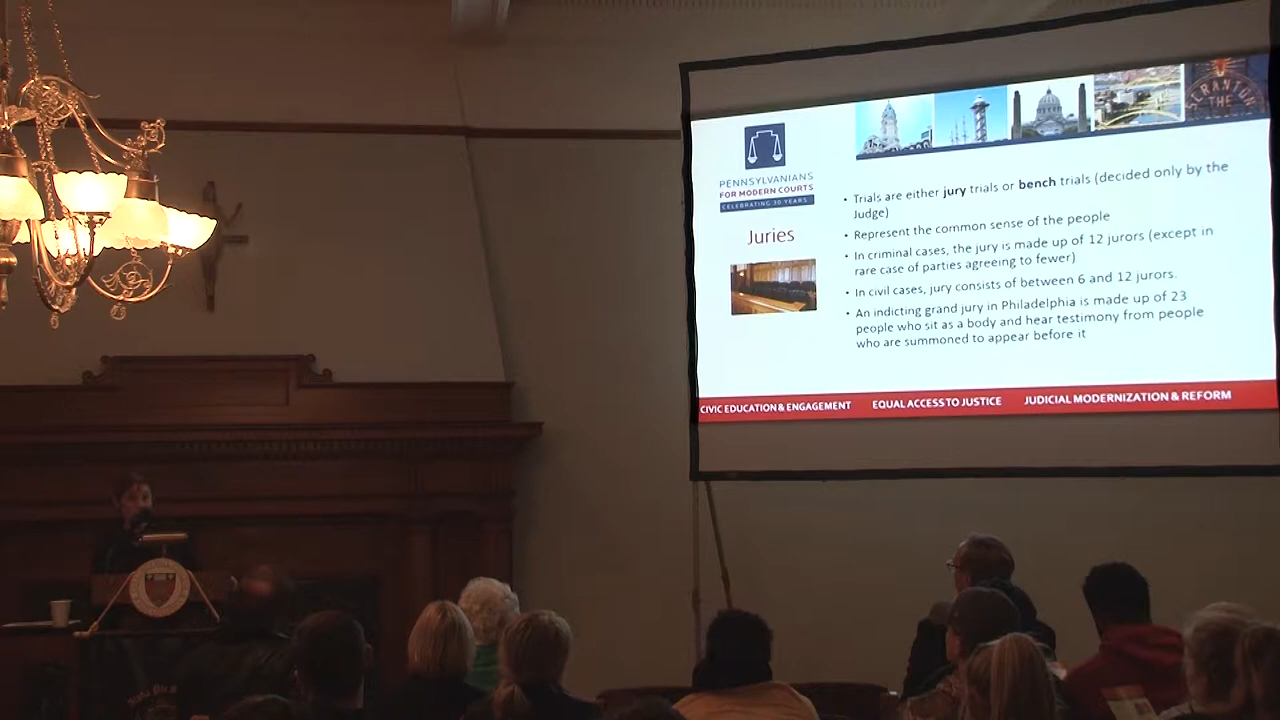 SCRANTON
THE
PENNSYLVANIANS
FOR MODERN COURTS
CELEBRATING 30 YEARS
Juries
• Trials are either jury trials or bench trials (decided only by the
Judge)
• Represent the common sense of the people
• In criminal cases, the jury is made up of 12 jurors (except in
rare case of parties agreeing to fewer)
• In civil cases, jury consists of between 6 and 12 jurors.
• An indicting grand jury in Philadelphia is made up of 23
people who sit as a body and hear testimony from people
who are summoned to appear before it
CIVIC EDUCATION & ENGAGEMENT EQUAL ACCESS TO JUSTICE JUDICIAL MODERNIZATION & REFORM